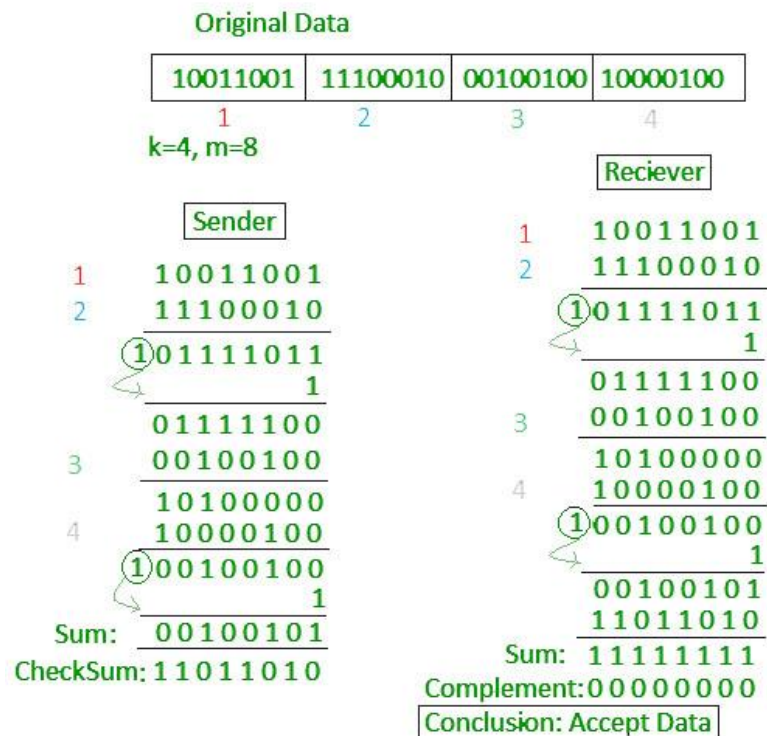 Original Data
10011001 11100010 00100100 10000100
1 2 3 4
k=4, m=8
Sender
1 10011001
2 11100010
1 01111011
1
01111100
3 00100100
10100000
4 10000100
1 00100100
1
Sum: 00100101
CheckSum: 11011010
Reciever
1 10011001
2 11100010
1 01111011
1
01111100
3 00100100
10100000
4 10000100
1 00100100
1
00100101
11011010
Sum: 11111111
Complement: 00000000
Conclusion: Accept Data